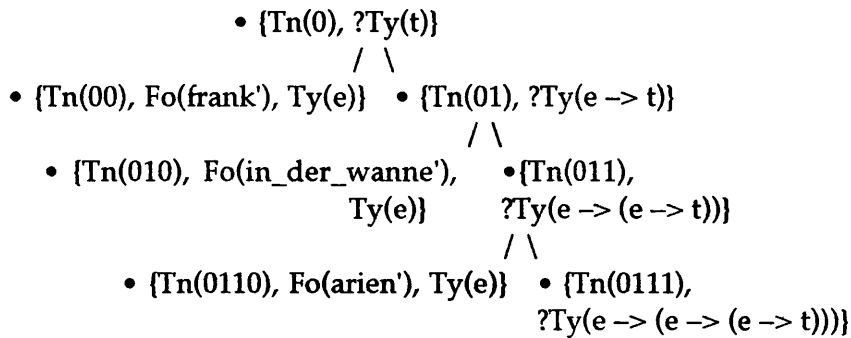 • {Tn(0), ?Ty(t)}
/ \
• {Tn(00), Fo(frank'), Ty(e)} • {Tn(01), ?Ty(e –> t)}
/ \
• {Tn(010), Fo(in_der_wanne'), •{Tn(011),
Ty(e)} ?Ty(e –> (e –> t))}
/ \
• {Tn(0110), Fo(arien'), Ty(e)} • {Tn(0111),
?Ty(e –> (e –> (e –> t)))}